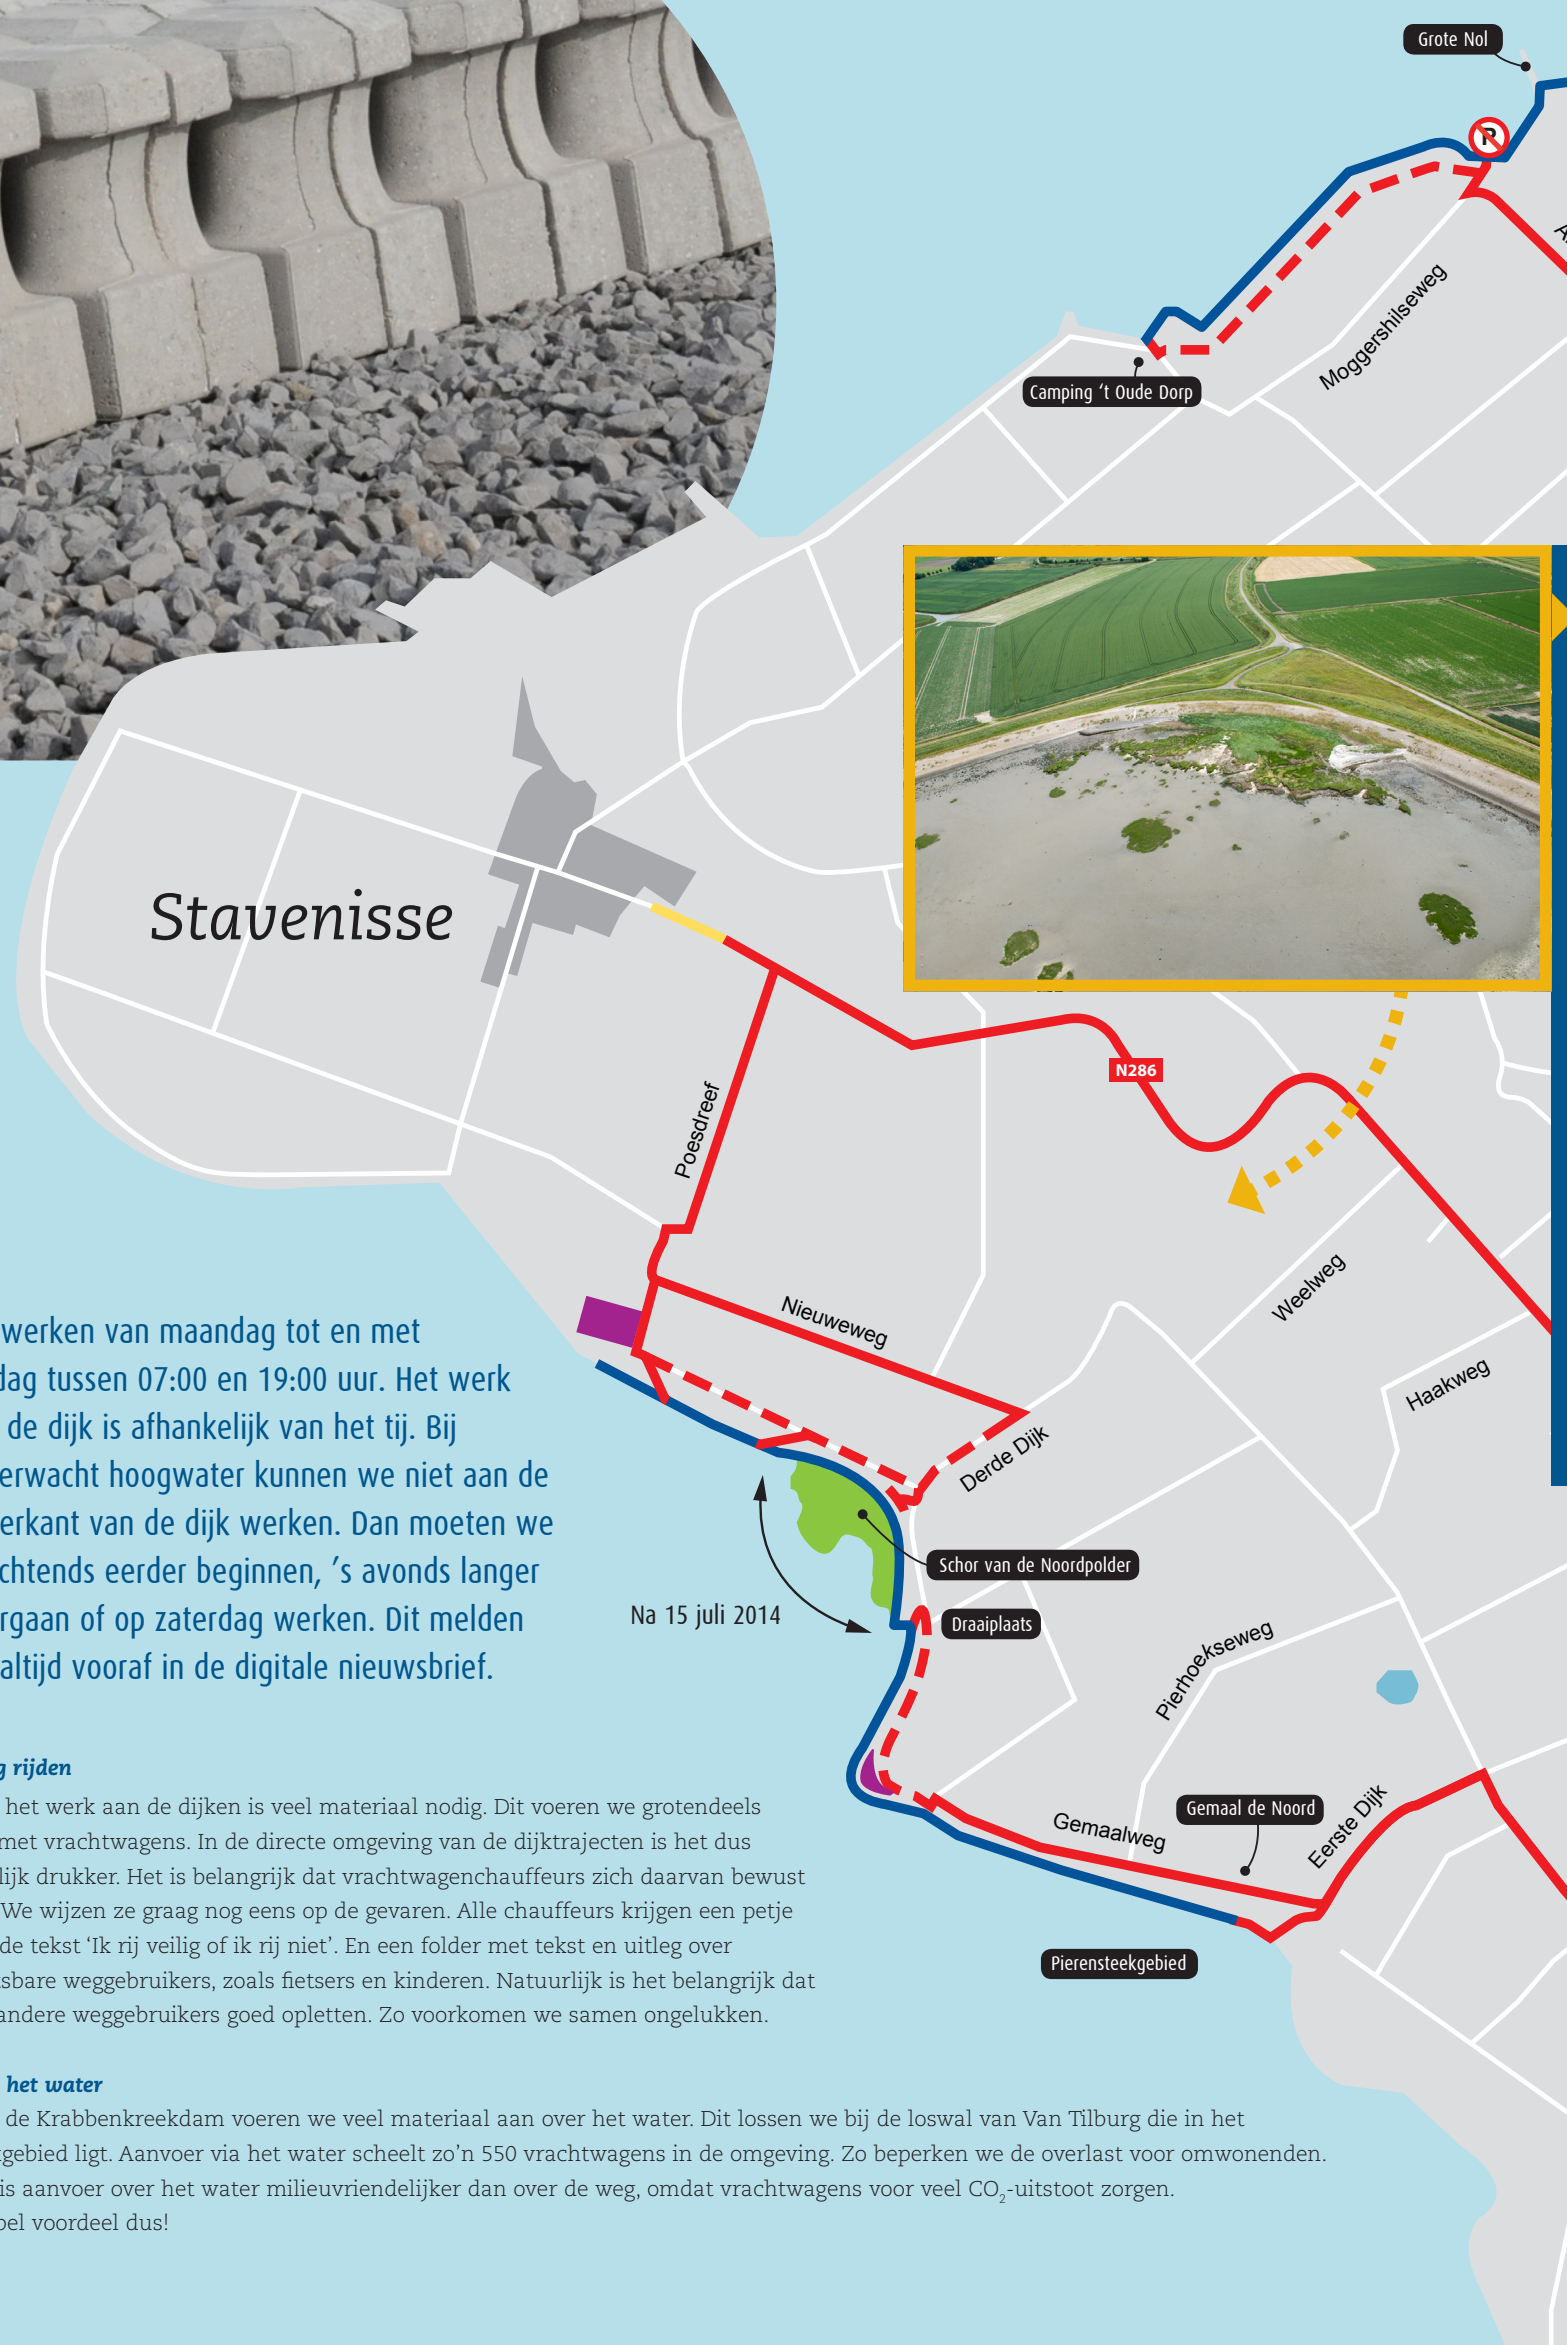 Grote Nol
P
Moggershilseweg
Camping ‘t Oude Dorp
Stavenisse
N286
Poesdreef
Nieuweweg
Weelweg
Haakweg
Derde Dijk
werken van maandag tot en met
dag tussen 07:00 en 19:00 uur. Het werk
de dijk is afhankelijk van het tij. Bij
erwacht hoogwater kunnen we niet aan de
erkant van de dijk werken. Dan moeten we
chtends eerder beginnen, ’s avonds langer
rgaan of op zaterdag werken. Dit melden
altijd vooraf in de digitale nieuwsbrief.
Schor van de Noordpolder
Na 15 juli 2014
Draaiplaats
Pierhoekseweg
Gemaalweg
Gemaal de Noord
Eerste Dijk
Pierensteekgebied
g rijden
het werk aan de dijken is veel materiaal nodig. Dit voeren we grotendeels
met vrachtwagens. In de directe omgeving van de dijktrajecten is het dus
lijk drukker. Het is belangrijk dat vrachtwagenchauffeurs zich daarvan bewust
We wijzen ze graag nog eens op de gevaren. Alle chauffeurs krijgen een petje
de tekst ‘Ik rij veilig of ik rij niet’. En een folder met tekst en uitleg over
sbare weggebruikers, zoals fietsers en kinderen. Natuurlijk is het belangrijk dat
andere weggebruikers goed opletten. Zo voorkomen we samen ongelukken.
het water
de Krabbenkreekdam voeren we veel materiaal aan over het water. Dit lossen we bij de loswal van Van Tilburg die in het
gebied ligt. Aanvoer via het water scheelt zo’n 550 vrachtwagens in de omgeving. Zo beperken we de overlast voor omwonenden.
is aanvoer over het water milieuvriendelijker dan over de weg, omdat vrachtwagens voor veel CO₂-uitstoot zorgen.
pel voordeel dus!